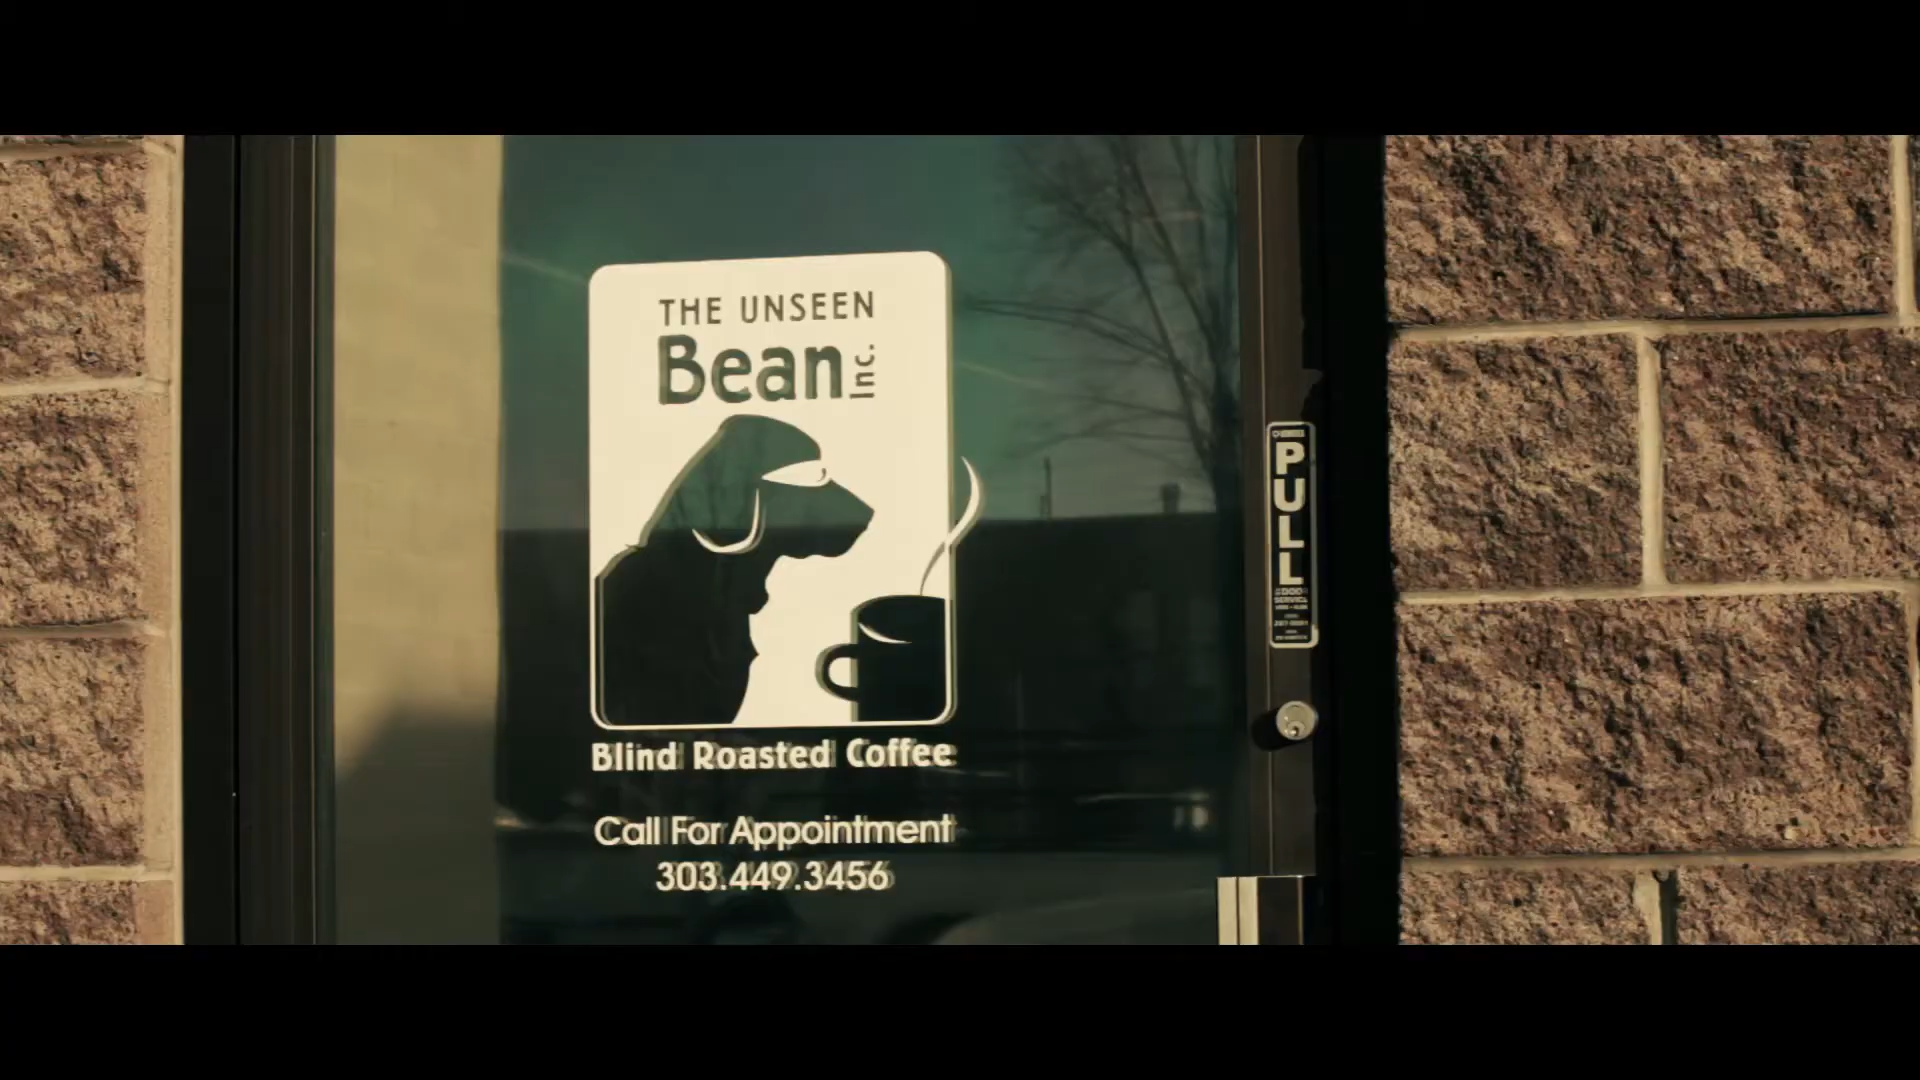 THE UNSEEN
Bean Inc.
Blind Roasted Coffee
Call For Appointment
303.449.3456
PULL